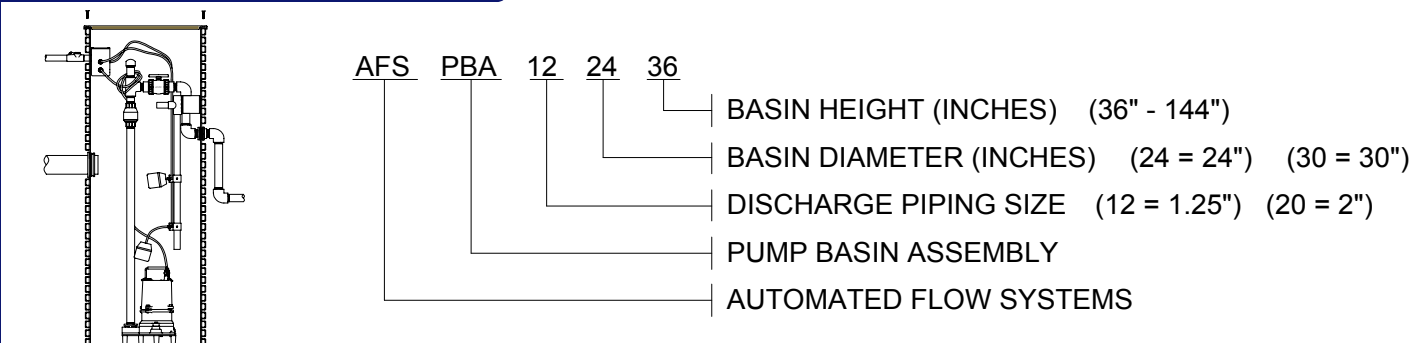 AFS PBA 12 24 36
BASIN HEIGHT (INCHES) (36" - 144")
BASIN DIAMETER (INCHES) (24 = 24") (30 = 30")
DISCHARGE PIPING SIZE (12 = 1.25") (20 = 2")
PUMP BASIN ASSEMBLY
AUTOMATED FLOW SYSTEMS